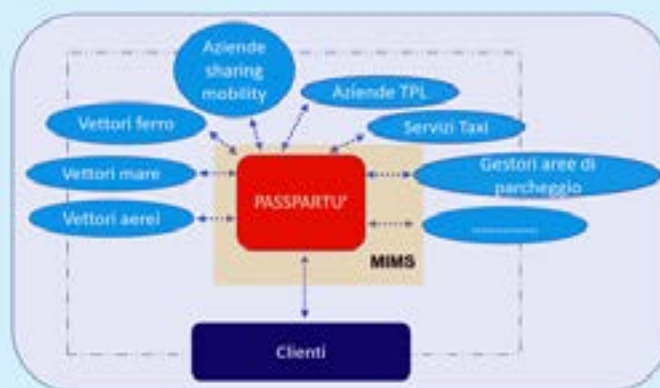 Aziende
sharing
mobility
Aziende TPL
Vettori ferro
Servizi Taxi
Vettori mare
Gestori aree di
parcheggio
PASSPARTU'
Vettori aerei
____________
MIMS
Clienti